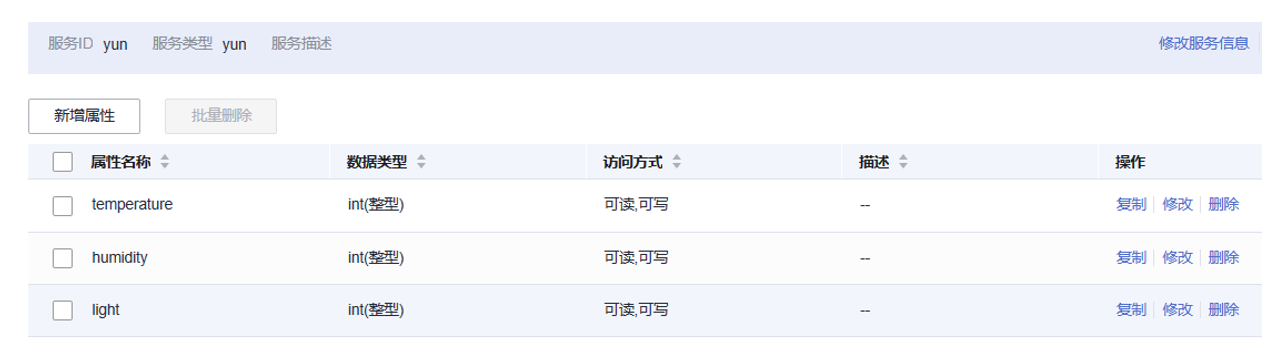 服务ID yun 服务类型 yun 服务描述 修改服务信息
新增属性 批量删除
属性名称 数据类型 访问方式 描述 操作
temperature int(整型) 可读,可写 -- 复制 修改 删除
humidity int(整型) 可读,可写 -- 复制 修改 删除
light int(整型) 可读,可写 -- 复制 修改 删除